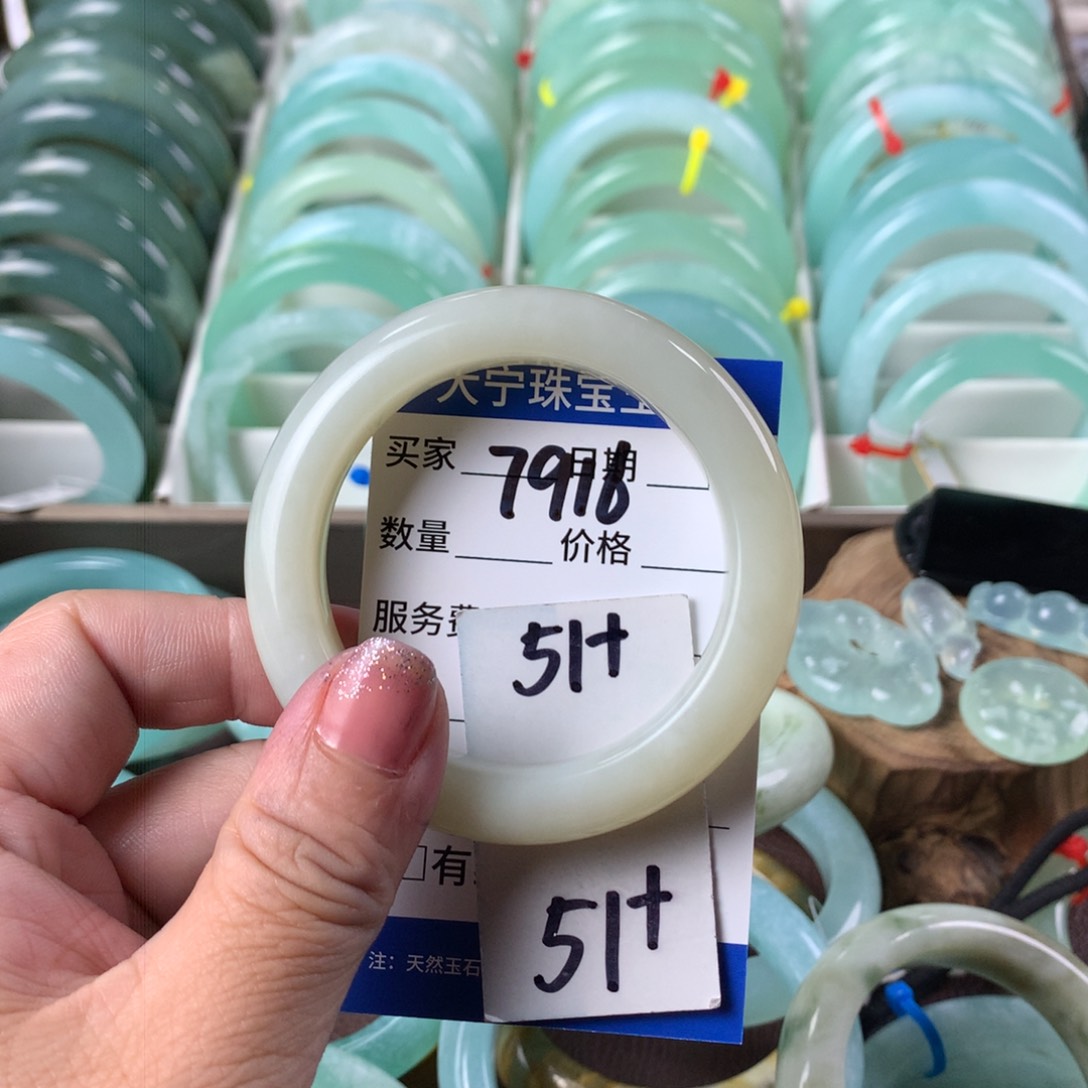 天宁珠宝
买家 日期
7918
数量 价格
服务费
51+
□有
51+
注：天然玉石